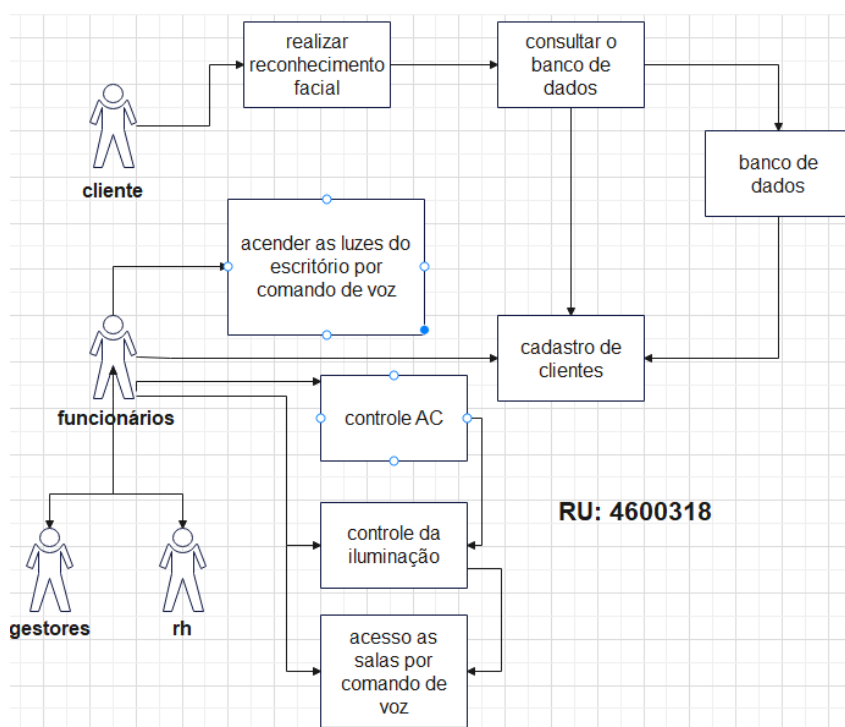 realizar
reconhecimento
facial
consultar o
banco de
dados
banco de
dados
cliente
acender as luzes do
escritório por
comando de voz
cadastro de
clientes
funcionários
controle AC
RU: 4600318
controle da
iluminação
gestores
rh
acesso as
salas por
comando de
voz